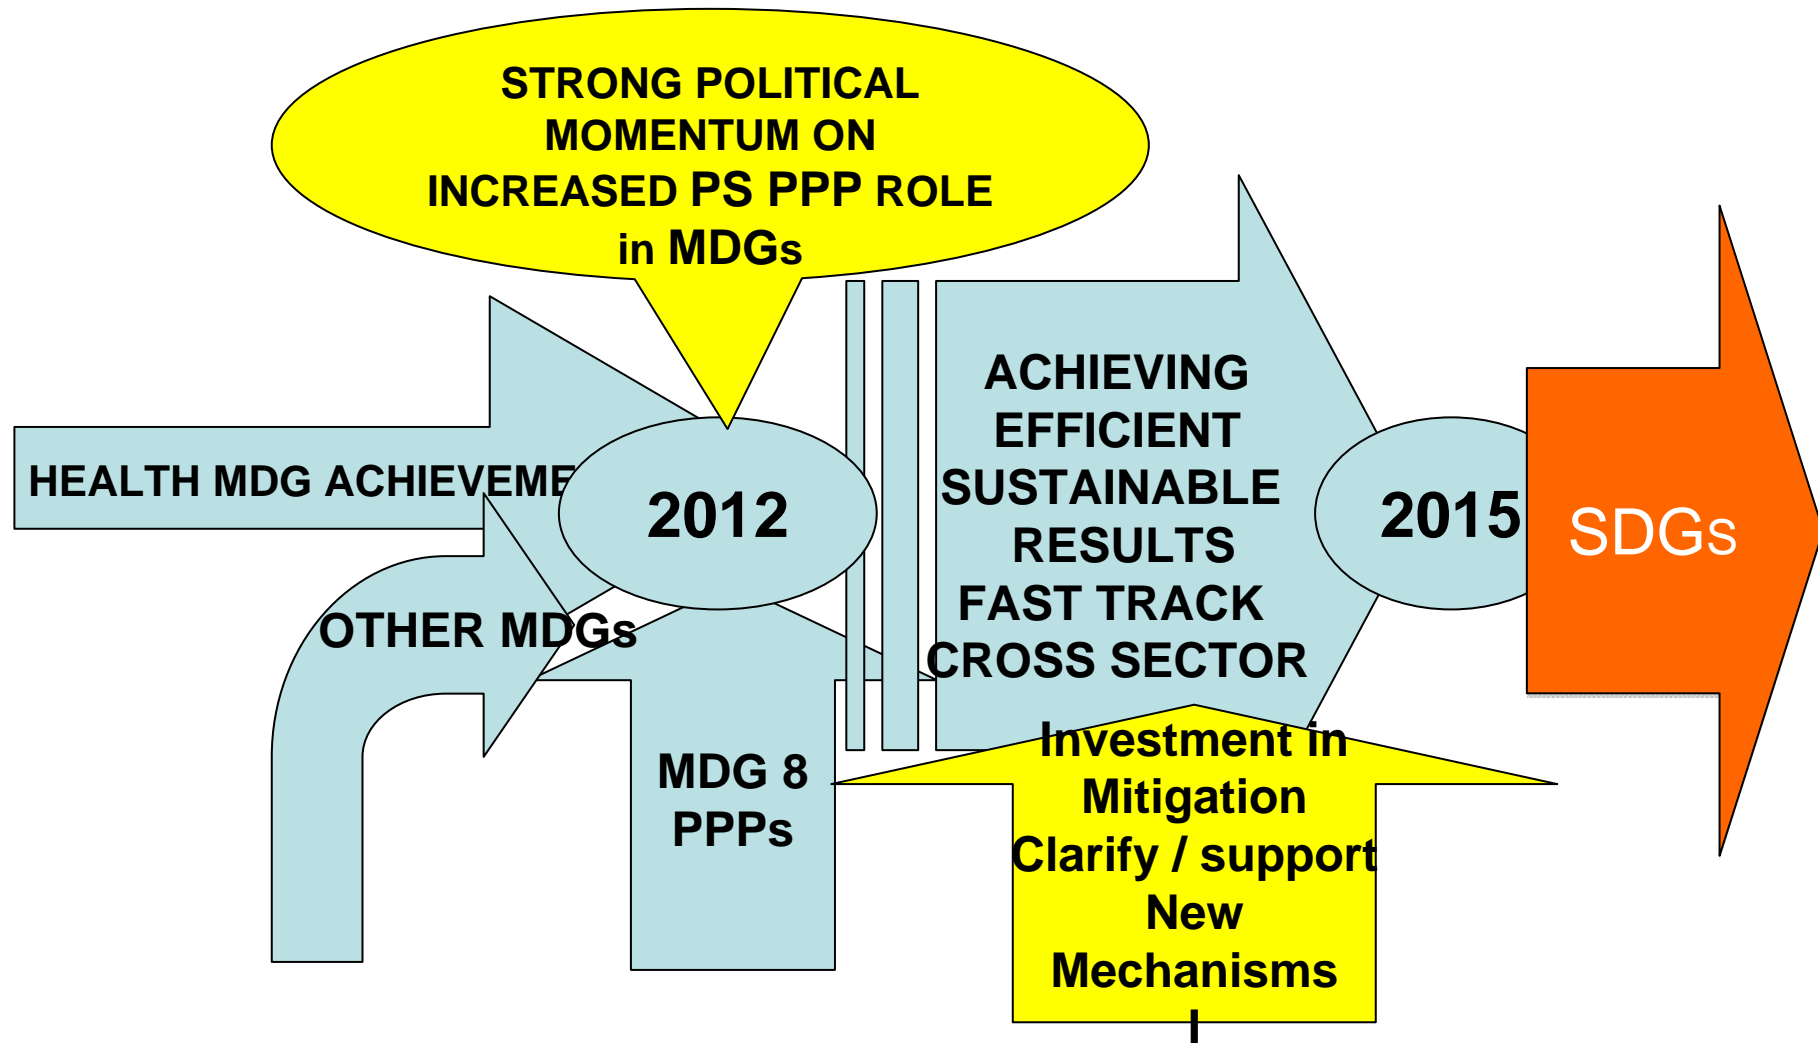 STRONG POLITICAL
MOMENTUM ON
INCREASED PS PPP ROLE
in MDGs
HEALTH MDG ACHIEVEME
2012
OTHER MDGs
MDG 8
PPPs
ACHIEVING
EFFICIENT
SUSTAINABLE
RESULTS
FAST TRACK
CROSS SECTOR
2015
SDGs
Investment in
Mitigation
Clarify / support
New
Mechanisms